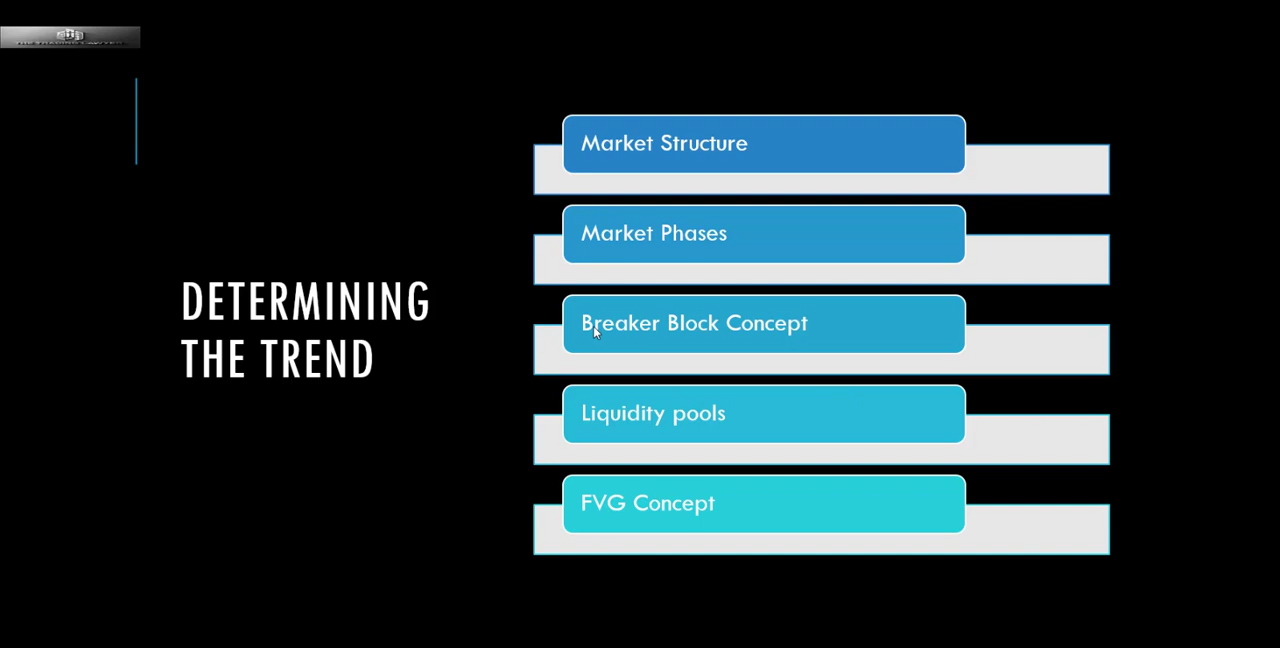 DETERMINING
THE TREND
Market Structure
Market Phases
Breaker Block Concept
Liquidity pools
FVG Concept